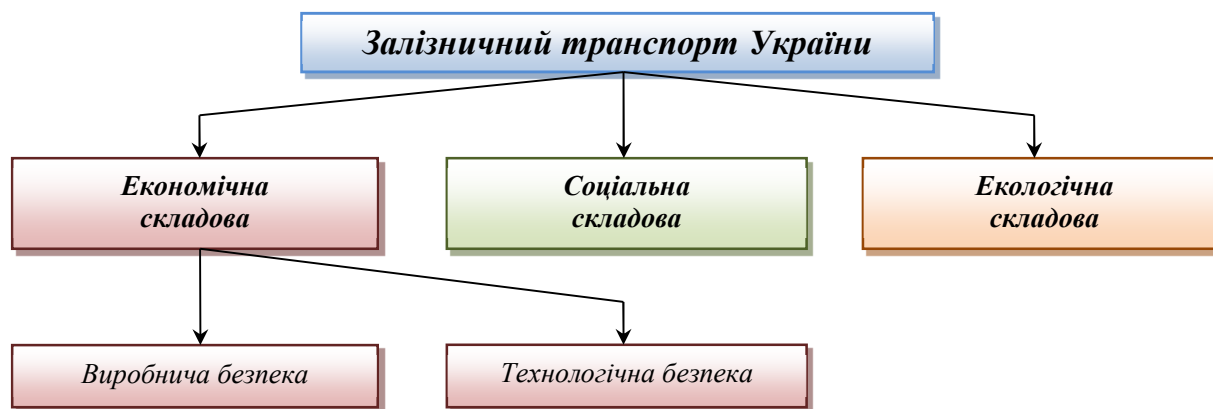 Залізничний транспорт України
Економічна
складова
Соціальна
складова
Екологічна
складова
Виробнича безпека
Технологічна безпека